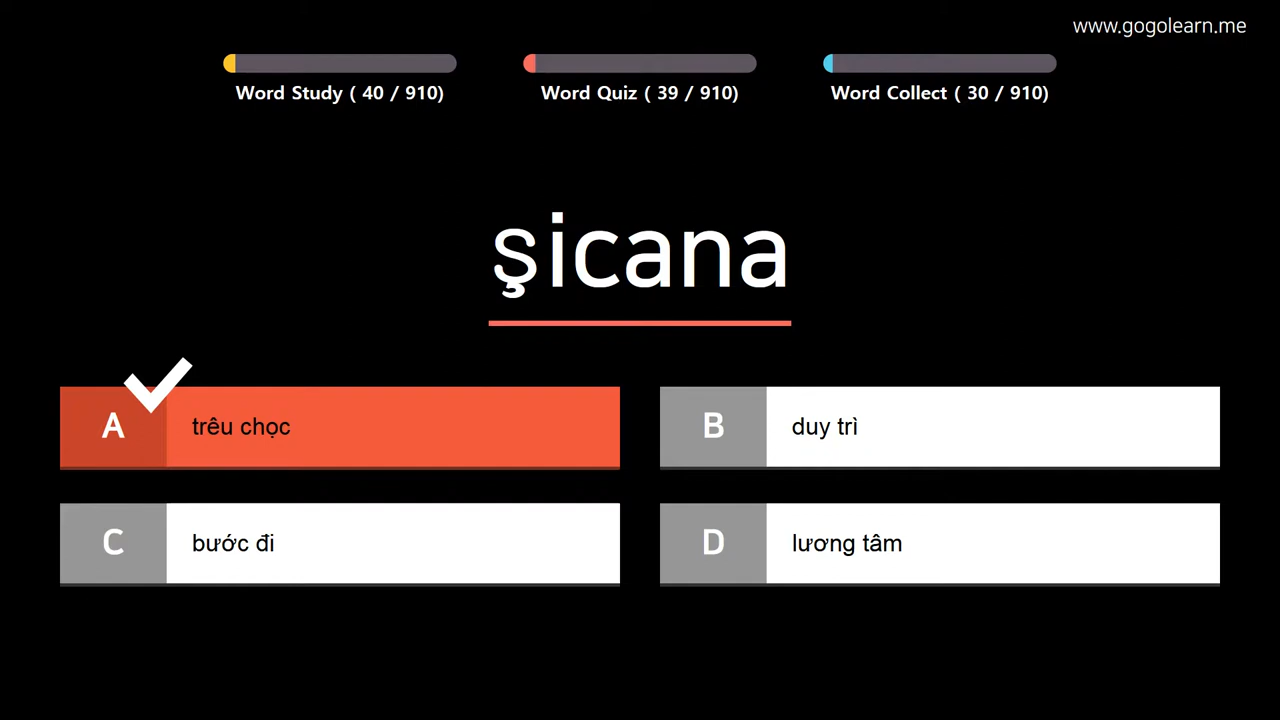 www.gogolearn.me
Word Study ( 40 / 910)
Word Quiz ( 39 / 910)
Word Collect ( 30 / 910)
șicana
A
trêu chọc
B
duy trì
C
bước đi
D
lương tâm